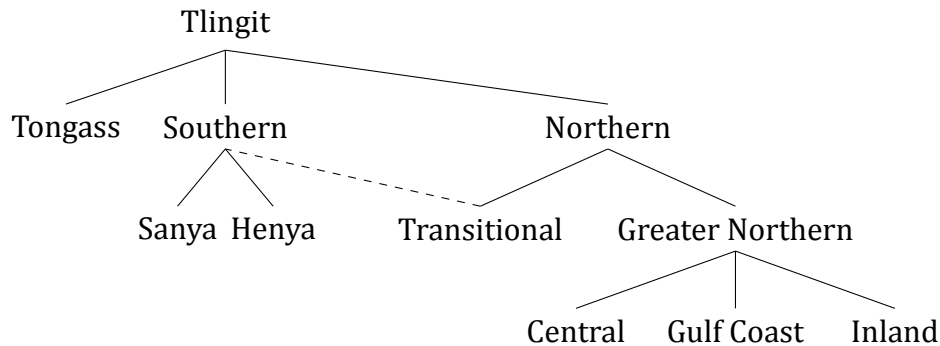 Tlingit
Tongass Southern Northern
Sanya Henya Transitional Greater Northern
Central Gulf Coast Inland